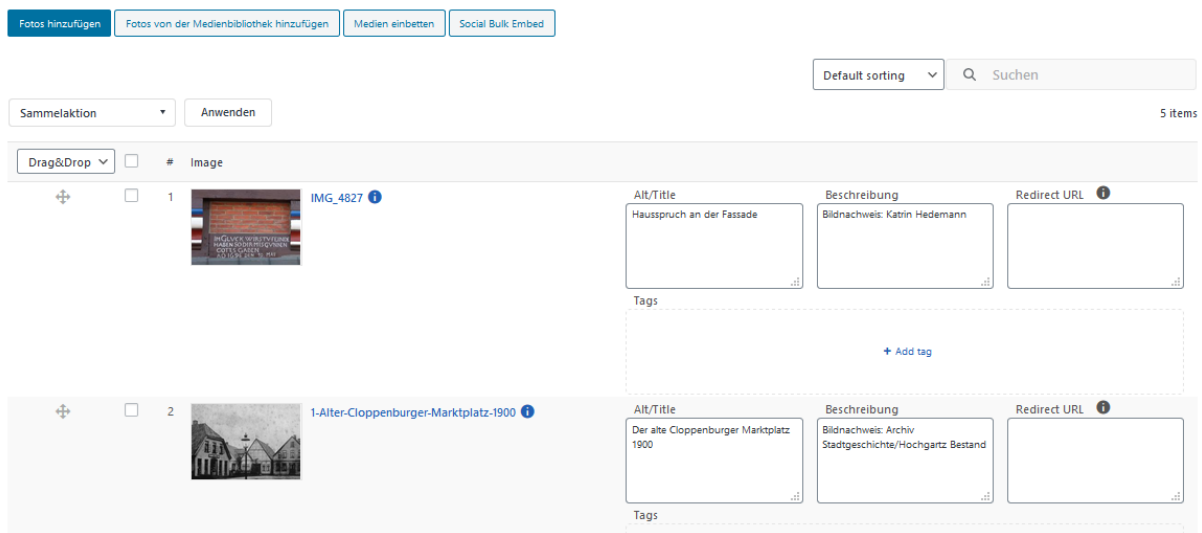 Fotos hinzufügen
Fotos von der Medienbibliothek hinzufügen
Medien einbetten
Social Bulk Embed
Default sorting
Suchen
Sammelaktion
Anwenden
5 items
Drag&Drop
# Image
1
IMG_4827
Alt/Title
Hausspruch an der Fassade
Beschreibung
Bildnachweis: Katrin Hedemann
Redirect URL
Tags
+ Add tag
2
1-Alter-Cloppenburger-Marktplatz-1900
Alt/Title
Der alte Cloppenburger Marktplatz
1900
Beschreibung
Bildnachweis: Archiv
Stadtgeschichte/Hochgartz Bestand
Redirect URL
Tags